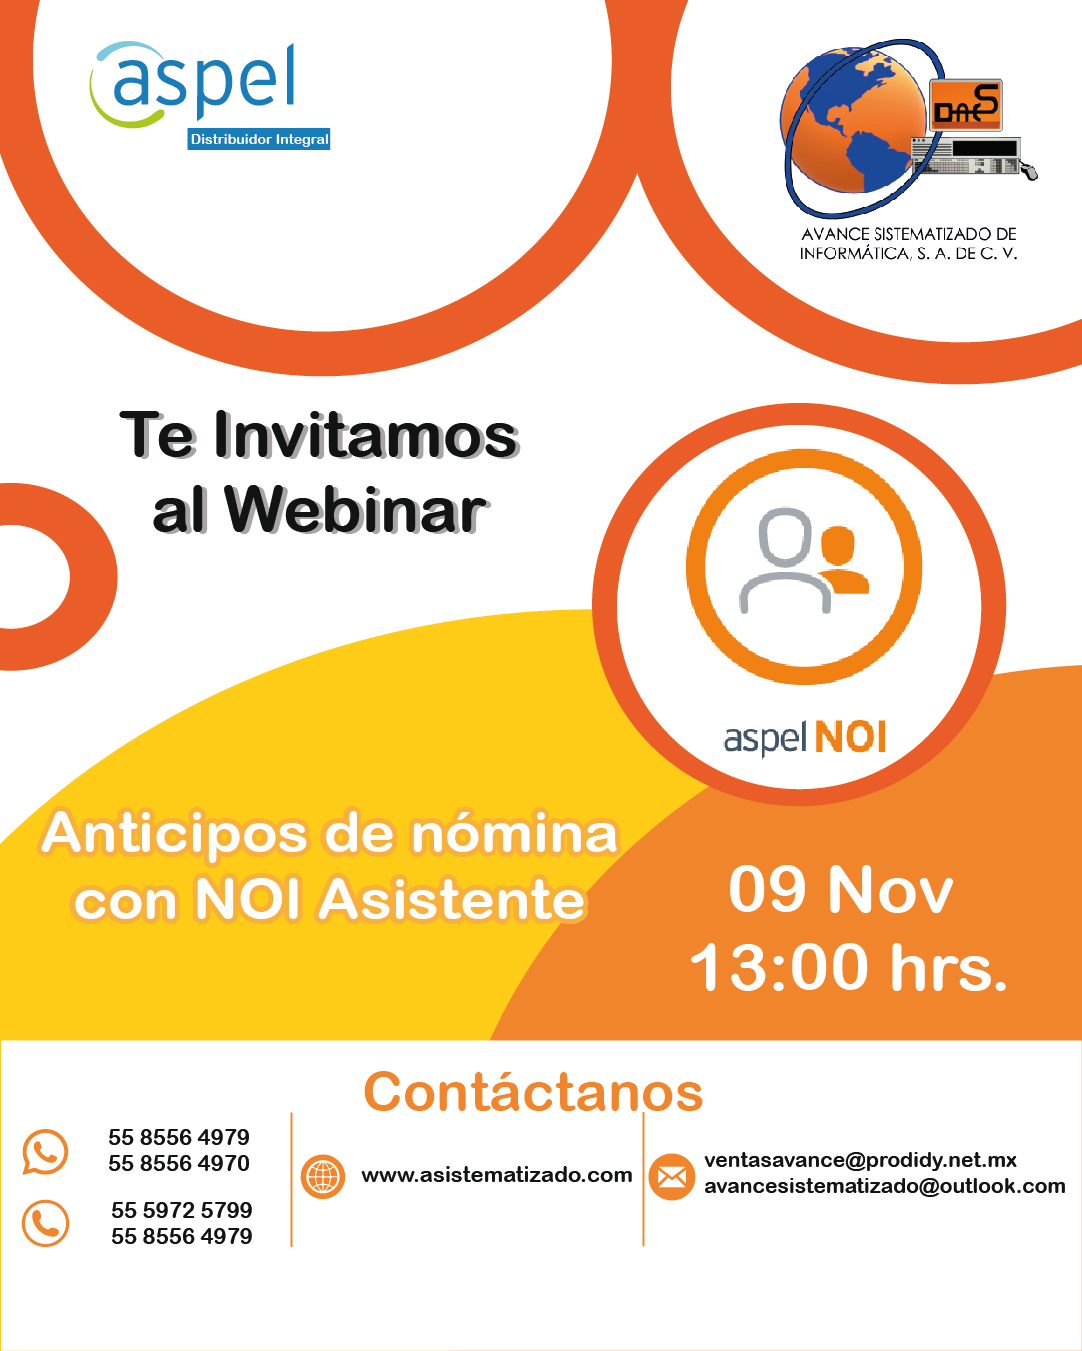 aspel
Distribuidor Integral
DACS
AVANCE SISTEMATIZADO DE
INFORMÁTICA, S. A. DE C. V.
Te Invitamos
al Webinar
aspel NOI
Anticipos de nómina
con NOI Asistente
09 Nov
13:00 hrs.
Contáctanos
55 8556 4979
55 8556 4970
55 5972 5799
55 8556 4979
www.asistematizado.com
ventasavance@prodidy.net.mx
avancesistematizado@outlook.com